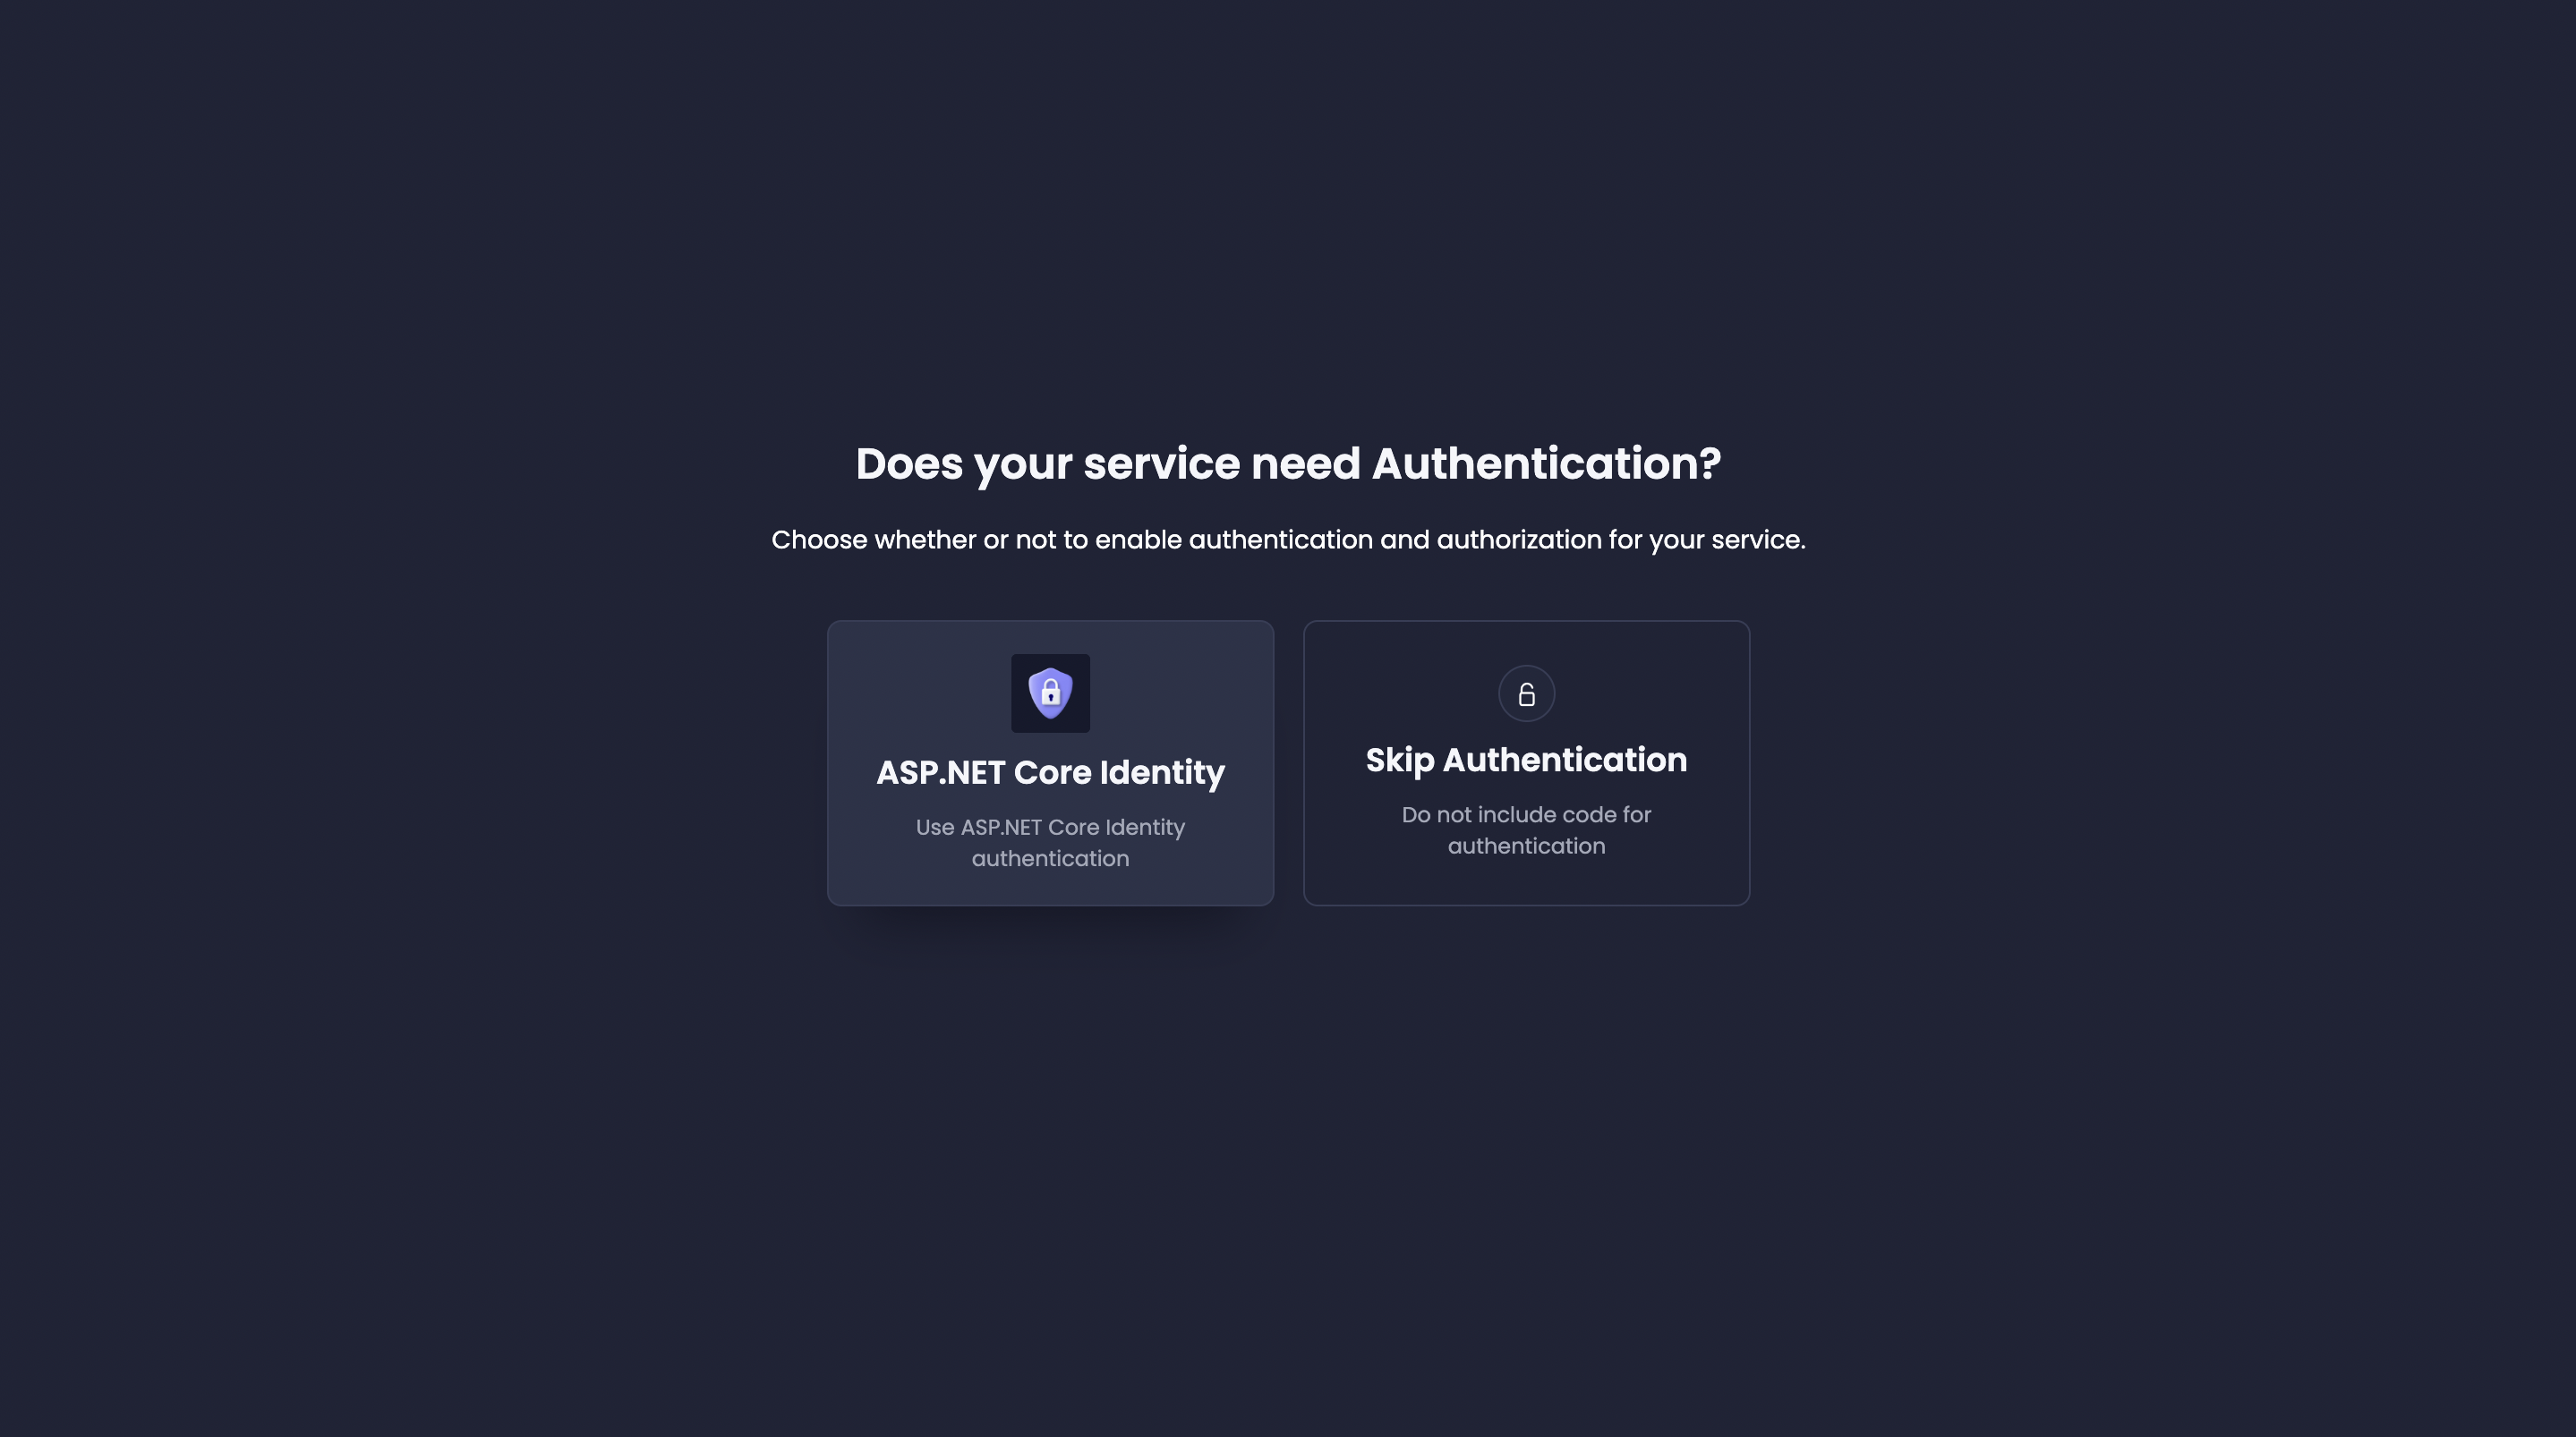 Does your service need Authentication?
Choose whether or not to enable authentication and authorization for your service.
ASP.NET Core Identity
Use ASP.NET Core Identity
authentication
Skip Authentication
Do not include code for
authentication